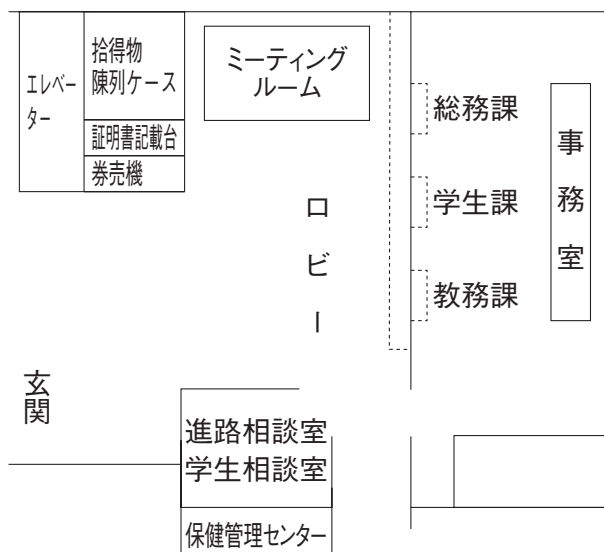 エレベーター
拾得物
陳列ケース
証明書記載台
券売機
ミーティング
ルーム
ロビー
総務課
学生課
教務課
事務室
玄関
進路相談室
学生相談室
保健管理センター